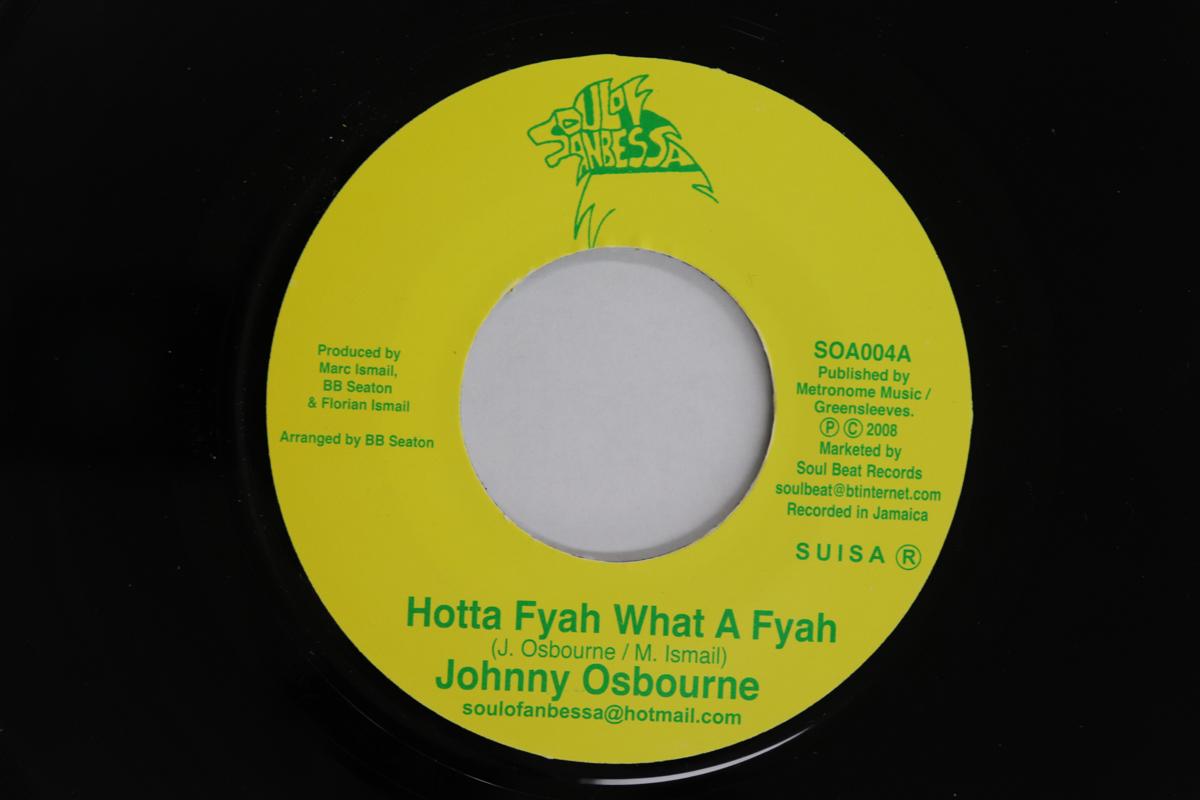 SOUL OF
ANBESSA
Produced by
Marc Ismail,
BB Seaton
& Florian Ismail
Arranged by BB Seaton
SOA004A
Published by
Metronome Music /
Greensleeves.
Ⓟ Ⓒ 2008
Marketed by
Soul Beat Records
soulbeat@btinternet.com
Recorded in Jamaica
SUISA Ⓡ
Hotta Fyah What A Fyah
(J. Osbourne / M. Ismail)
Johnny Osbourne
soulofanbessa@hotmail.com